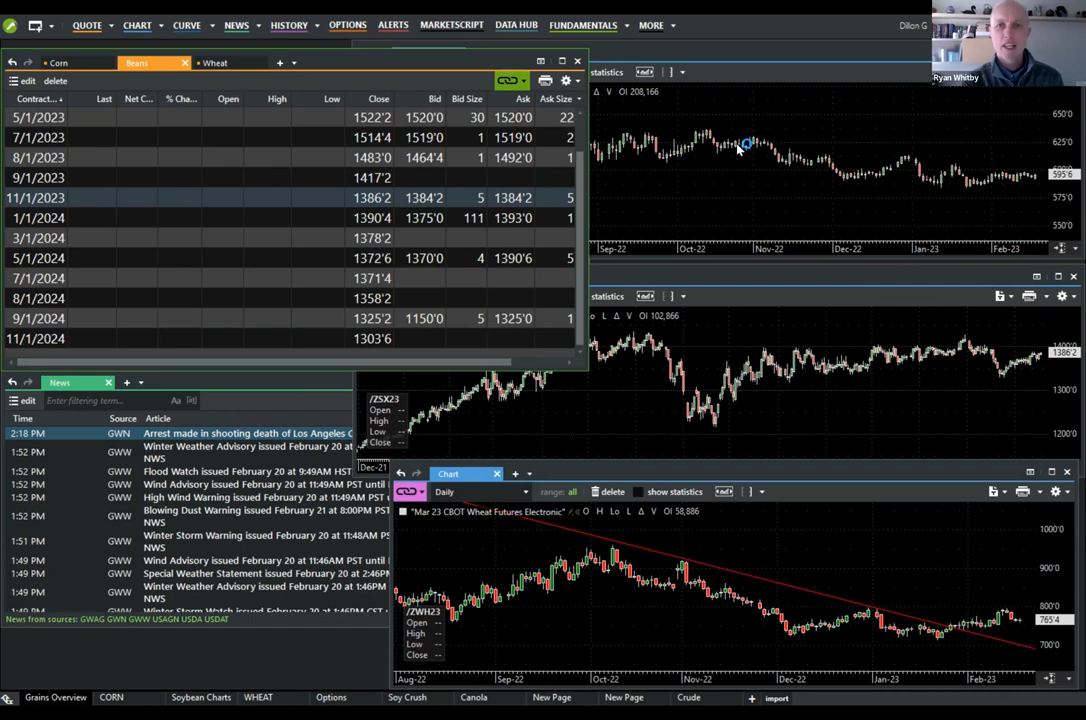 QUOTE CHART CURVE NEWS HISTORY OPTIONS ALERTS MARKETSCRIPT DATA HUB FUNDAMENTALS MORE Dillon G
Ryan Whitby
Corn Beans Wheat
edit delete
Contract... Last Net C... % Cha... Open High Low Close Bid Bid Size Ask Ask Size
5/1/2023 1522'2 1520'0 30 1520'0 22
7/1/2023 1514'4 1519'0 1 1519'0 2
8/1/2023 1483'0 1464'4 1 1492'0 1
9/1/2023 1417'2
11/1/2023 1386'2 1384'2 5 1384'2 5
1/1/2024 1390'4 1375'0 111 1393'0 1
3/1/2024 1378'2
5/1/2024 1372'6 1370'0 4 1390'6 5
7/1/2024 1371'4
8/1/2024 1358'2
9/1/2024 1325'2 1150'0 5 1325'0 1
11/1/2024 1303'6
statistics
Δ V OI 208,166
650'0
625'0
595'6
575'0
550'0
Sep-22 Oct-22 Nov-22 Dec-22 Jan-23 Feb-23
statistics
Lo L Δ V OI 102,866
1386'2
1300'0
1200'0
/ZSX23
Open --
High --
Low --
Close --
Dec-21
News
edit Enter filtering term... Aa
Time Source Article
2:18 PM GWN Arrest made in shooting death of Los Angeles C
1:52 PM GWW Winter Weather Advisory issued February 20 at
NWS
1:52 PM GWW Flood Watch issued February 20 at 9:49AM HST
1:52 PM GWW Wind Advisory issued February 20 at 11:49AM
1:52 PM GWW High Wind Warning issued February 20 at
1:52 PM GWW Blowing Dust Warning issued February 21 at 8:00PM
NWS
1:51 PM GWW Winter Storm Warning issued February 20 at 11:48AM
NWS
1:49 PM GWW Wind Advisory issued February 20 at 11:46AM PST until
1:49 PM GWW Special Weather Statement issued February 20 at 2:46PM
1:49 PM GWW Winter Weather Advisory issued February 20 at 1:46PM
NWS
1:49 PM GWW Winter Storm Watch issued February 20 at
News from sources: GWAG GWN GWW USAGN USDA USDAT
Chart
Daily range: all delete show statistics
"Mar 23 CBOT Wheat Futures Electronic" O H Lo L Δ V OI 58,886
1000'0
900'0
800'0
765'4
700'0
/ZWH23
Open --
High --
Low --
Close --
Aug-22 Sep-22 Oct-22 Nov-22 Dec-22 Jan-23 Feb-23
Grains Overview CORN Soybean Charts WHEAT Options Soy Crush Canola New Page New Page Crude import